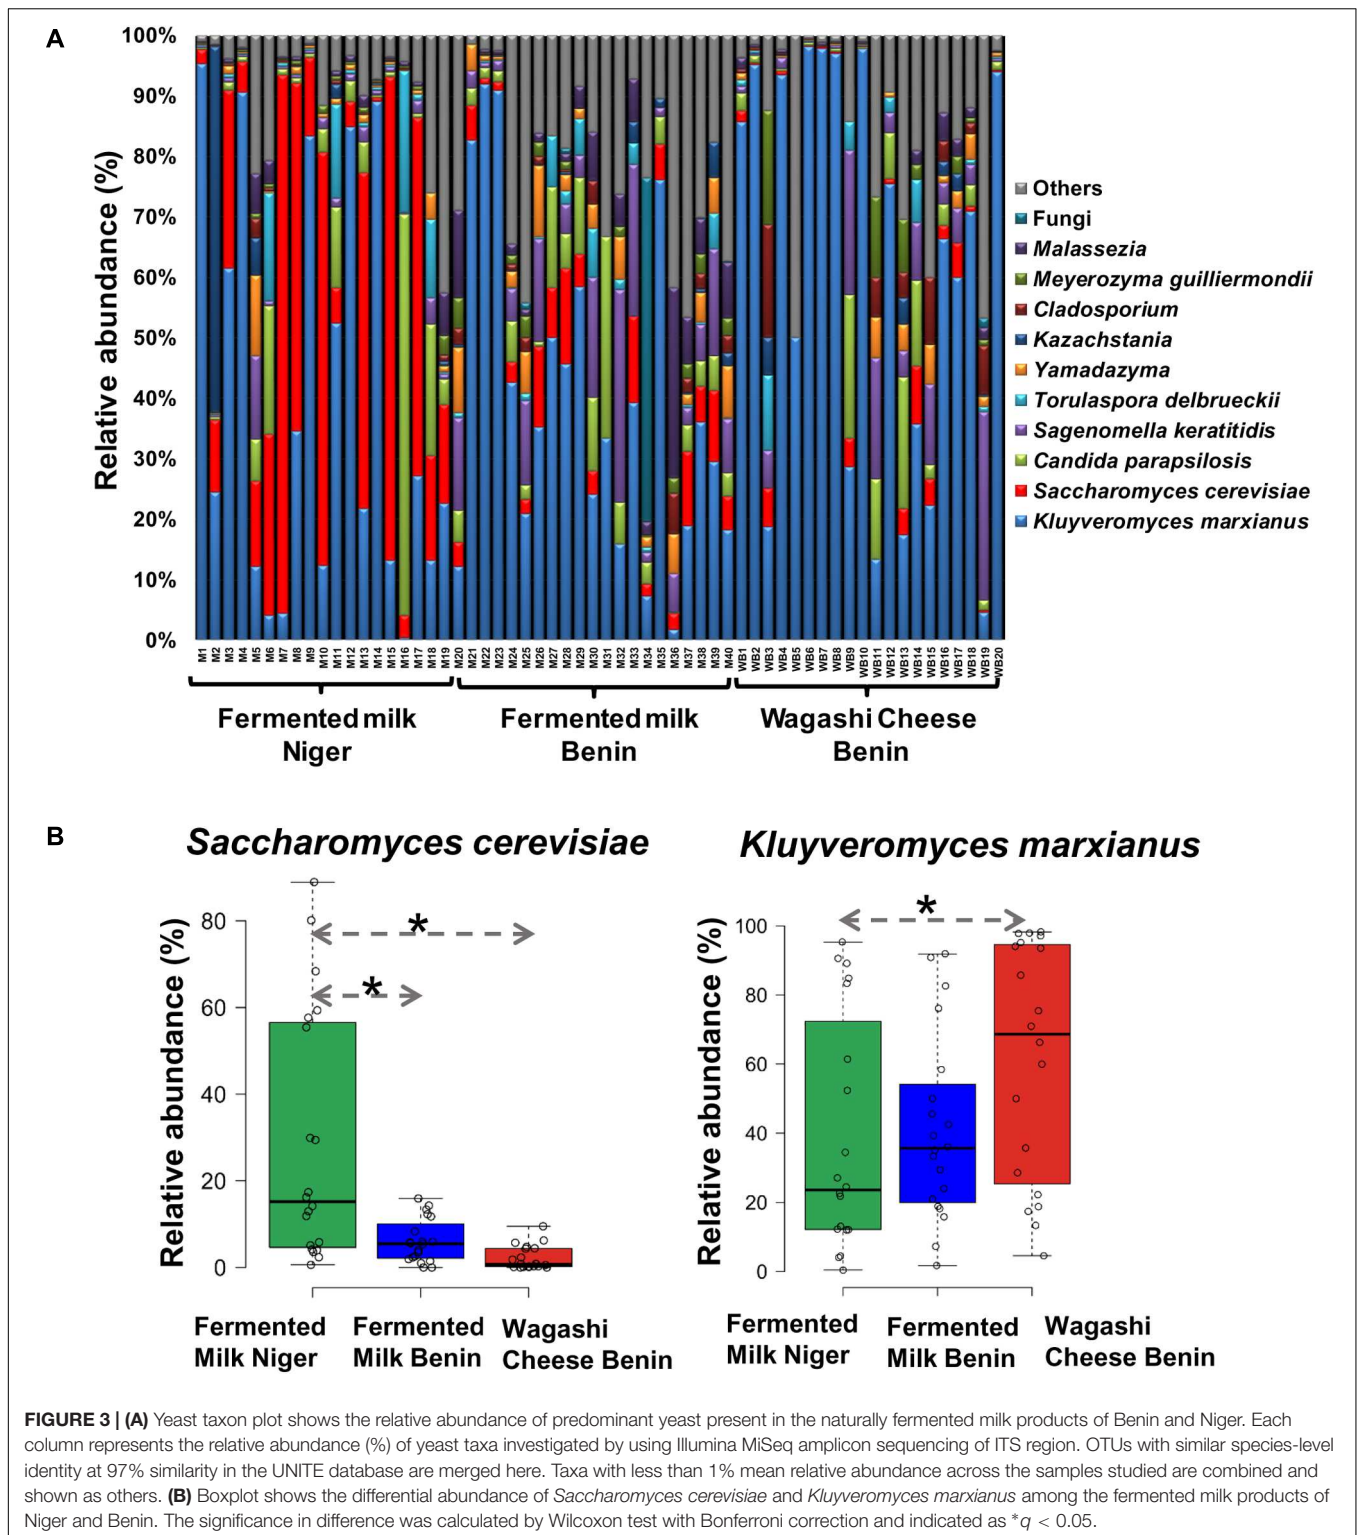 A
100%
90%
80%
70%
60%
50%
40%
30%
20%
10%
0%
Relative abundance (%)
Others
Fungi
Malassezia
Meyerozyma guilliermondii
Cladosporium
Kazachstania
Yamadazyma
Torulaspora delbrueckii
Sagenomella keratitidis
Candida parapsilosis
Saccharomyces cerevisiae
Kluyveromyces marxianus
M1 M2 M3 M4 M5 M6 M7 M8 M9 M10 M11 M12 M13 M14 M15 M16 M17 M18 M19 M20 M21 M22 M23 M24 M25 M26 M27 M28 M29 M30 M31 M32 M33 M34 M35 M36 M37 M38 M39 M40 WB1 WB2 WB3 WB4 WB5 WB6 WB7 WB8 WB9 WB10 WB11 WB12 WB13 WB14 WB15 WB16 WB17 WB18 WB19 WB20
Fermented milk
Niger
Fermented milk
Benin
Wagashi Cheese
Benin
B
Saccharomyces cerevisiae
Relative abundance (%)
80
60
40
20
0
*
*
Fermented
Milk Niger
Fermented
Milk Benin
Wagashi
Cheese Benin
Kluyveromyces marxianus
Relative abundance (%)
100
80
60
40
20
0
*
Fermented
Milk Niger
Fermented
Milk Benin
Wagashi
Cheese Benin
FIGURE 3 | (A) Yeast taxon plot shows the relative abundance of predominant yeast present in the naturally fermented milk products of Benin and Niger. Each
column represents the relative abundance (%) of yeast taxa investigated by using Illumina MiSeq amplicon sequencing of ITS region. OTUs with similar species-level
identity at 97% similarity in the UNITE database are merged here. Taxa with less than 1% mean relative abundance across the samples studied are combined and
shown as others. (B) Boxplot shows the differential abundance of Saccharomyces cerevisiae and Kluyveromyces marxianus among the fermented milk products of
Niger and Benin. The significance in difference was calculated by Wilcoxon test with Bonferroni correction and indicated as *q < 0.05.